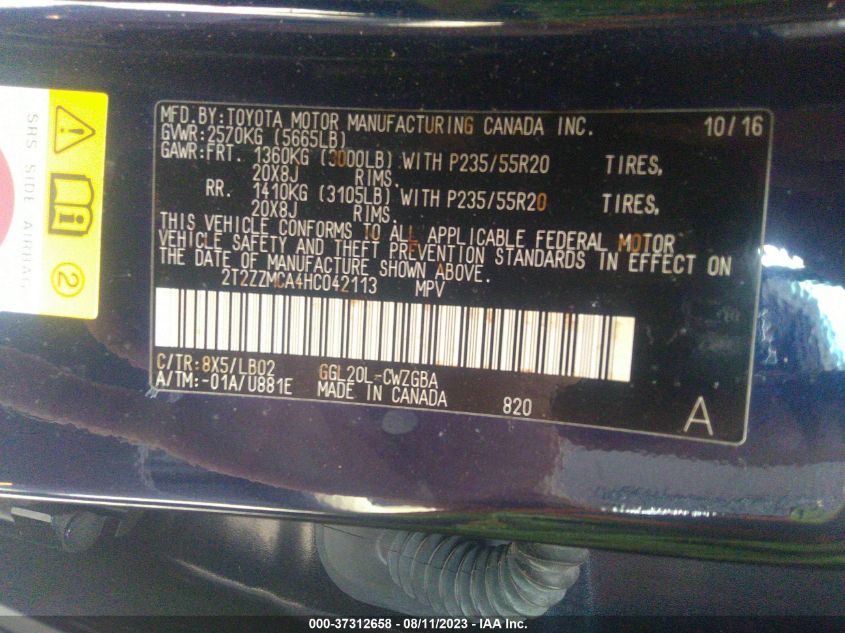 SRS SIDE AIRBAG
2
MFD.BY:TOYOTA MOTOR MANUFACTURING CANADA INC. 10/16
GVWR:2570KG (5665LB)
GAWR:FRT. 1360KG (3000LB) WITH P235/55R20 TIRES,
20X8J RIMS.
RR. 1410KG (3105LB) WITH P235/55R20 TIRES,
20X8J RIMS.
THIS VEHICLE CONFORMS TO ALL APPLICABLE FEDERAL MOTOR
VEHICLE SAFETY AND THEFT PREVENTION STANDARDS IN EFFECT ON
THE DATE OF MANUFACTURE SHOWN ABOVE.
2T2ZZMCA4HC042113 MPV
C/TR:8X5/LB02 GGL20L-CWZGBA
A/TM:-01A/U881E MADE IN CANADA 820 A
000-37312658 - 08/11/2023 - IAA Inc.